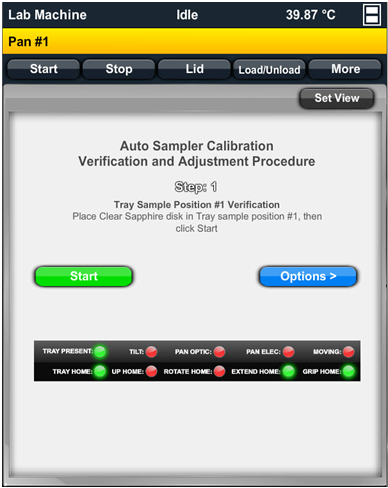 Lab Machine Idle 39.87 °C
Pan #1
Start Stop Lid Load/Unload More
Set View
Auto Sampler Calibration
Verification and Adjustment Procedure
Step: 1
Tray Sample Position #1 Verification
Place Clear Sapphire disk in Tray sample position #1, then
click Start
Start Options >
TRAY PRESENT: TILT: PAN OPTIC: PAN ELEC: MOVING:
TRAY HOME: UP HOME: ROTATE HOME: EXTEND HOME: GRIP HOME: